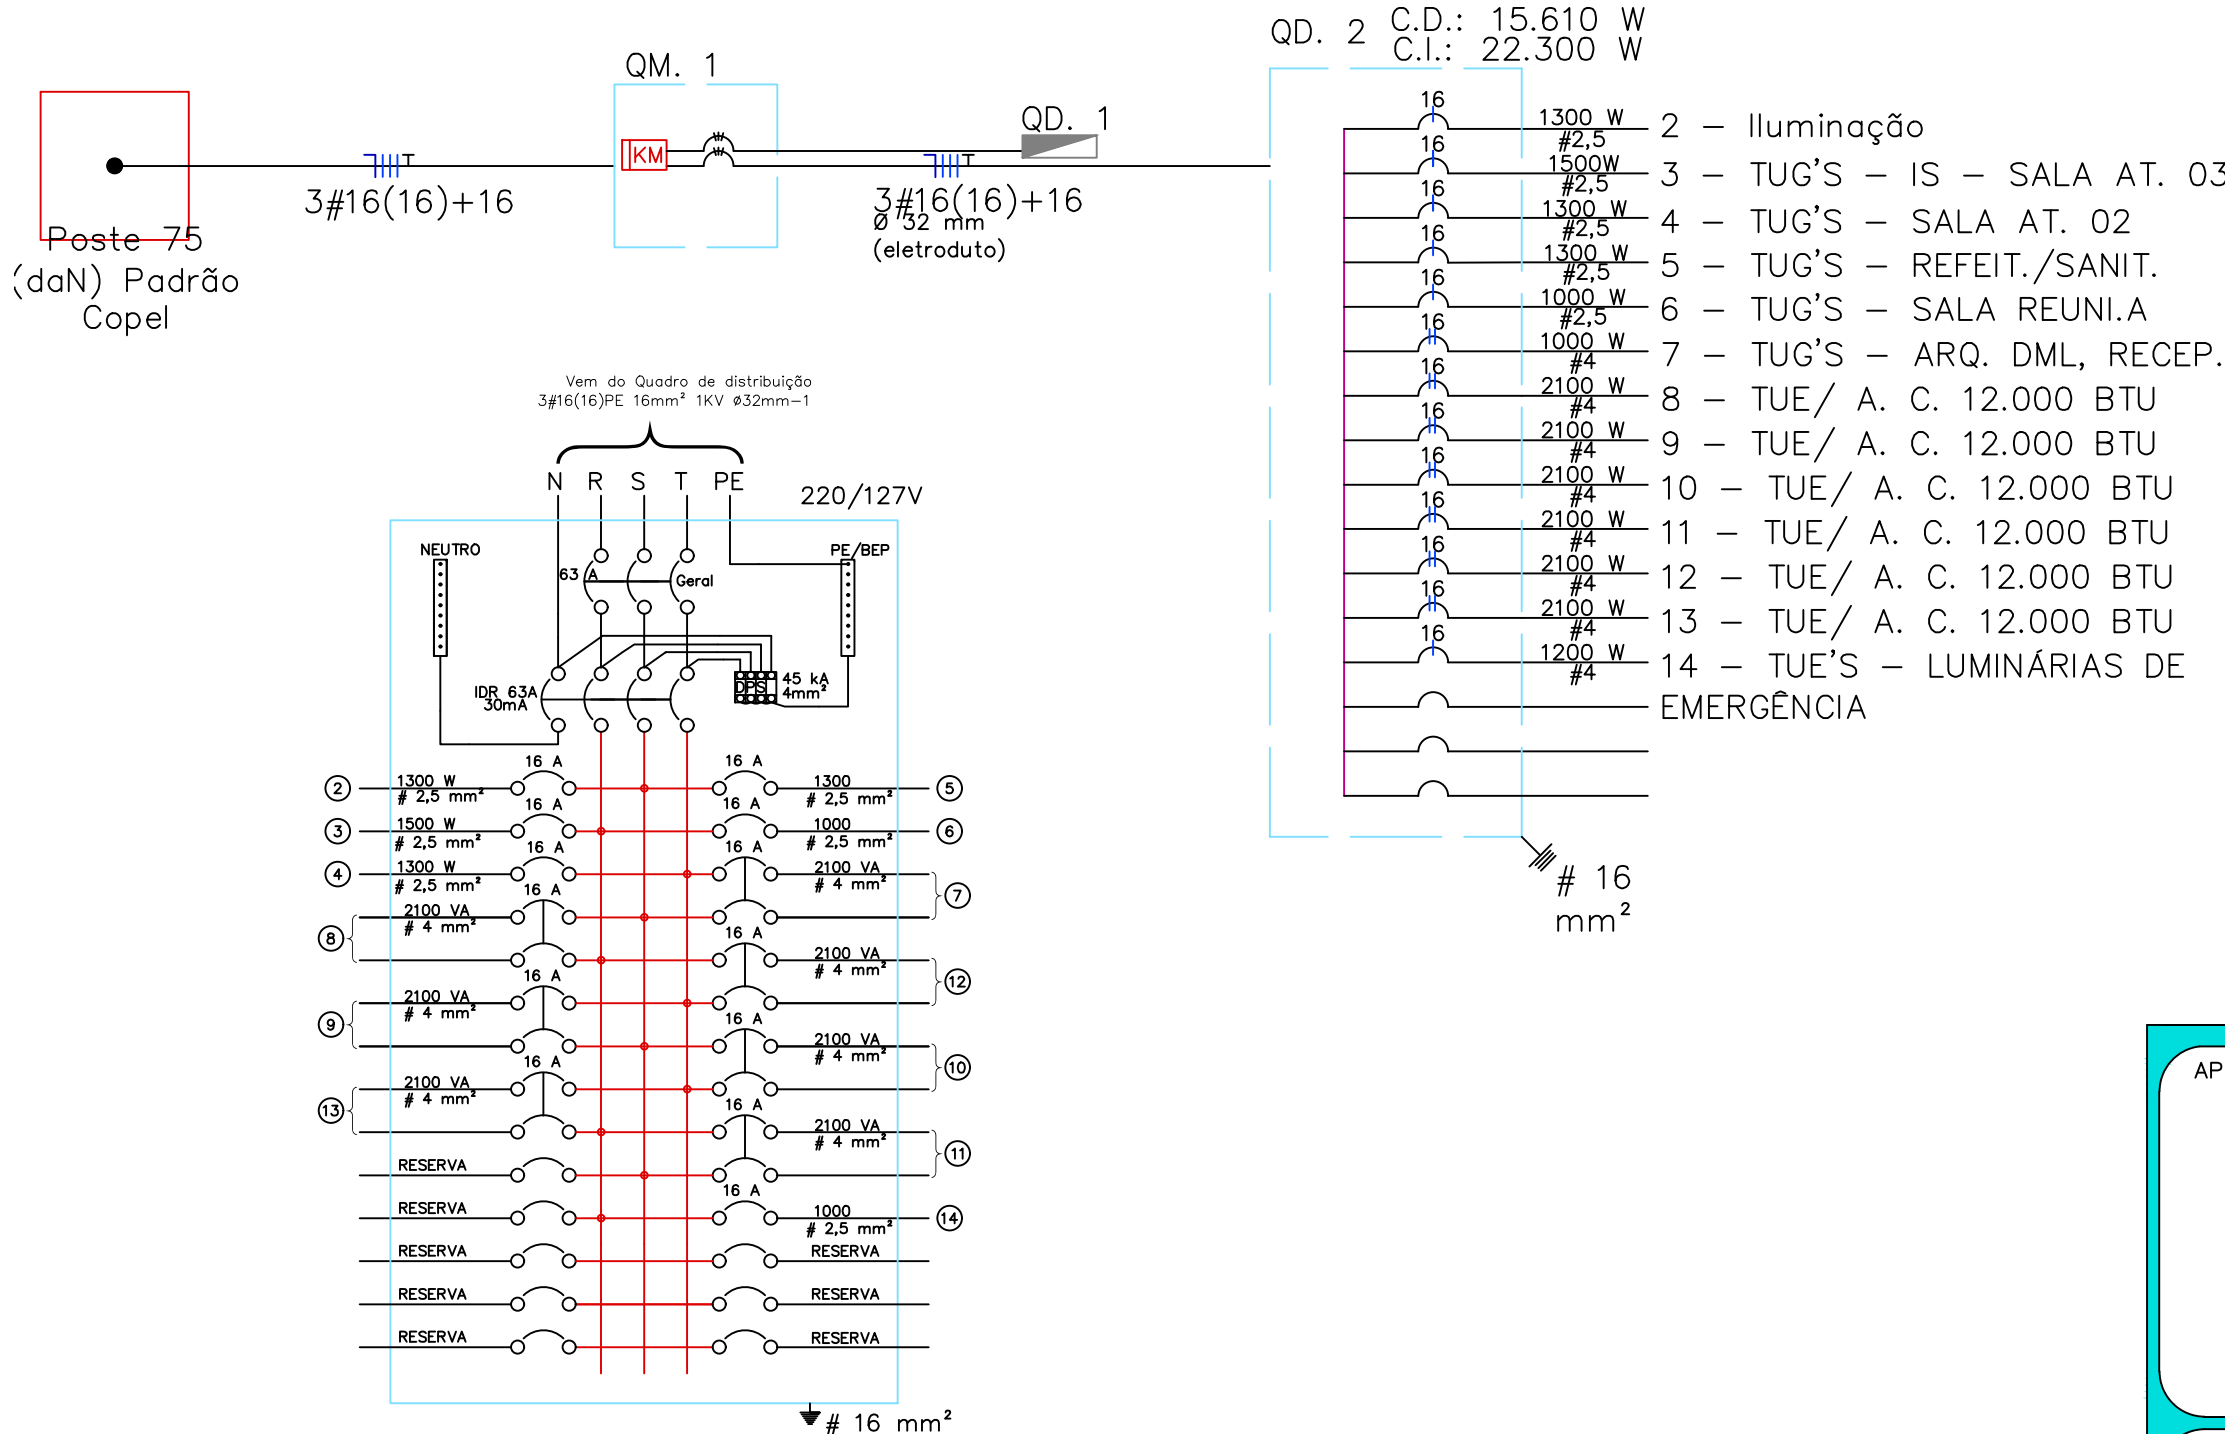 QM. 1
KM
QD. 1
3#16(16)+16
3#16(16)+16
Ø 32 mm
(eletroduto)
Poste 75
(daN) Padrão
Copel
QD. 2
C.D.: 15.610 W
C.I.: 22.300 W
16
1300 W
#2,5
2 – Iluminação
16
1500W
#2,5
3 – TUG'S – IS – SALA AT. 03
16
1300 W
#2,5
4 – TUG'S – SALA AT. 02
16
1300 W
#2,5
5 – TUG'S – REFEIT./SANIT.
16
1000 W
#2,5
6 – TUG'S – SALA REUNI.A
16
1000 W
#4
7 – TUG'S – ARQ. DML, RECEP.
16
2100 W
#4
8 – TUE/ A. C. 12.000 BTU
16
2100 W
#4
9 – TUE/ A. C. 12.000 BTU
16
2100 W
#4
10 – TUE/ A. C. 12.000 BTU
16
2100 W
#4
11 – TUE/ A. C. 12.000 BTU
16
2100 W
#4
12 – TUE/ A. C. 12.000 BTU
16
2100 W
#4
13 – TUE/ A. C. 12.000 BTU
16
1200 W
#4
14 – TUE'S – LUMINÁRIAS DE
EMERGÊNCIA
# 16
mm²
Vem do Quadro de distribuição
3#16(16)PE 16mm² 1KV ø32mm–1
N R S T PE
220/127V
NEUTRO
PE/BEP
63 A
Geral
IDR 63A
30mA
DPS
45 kA
4mm²
2
1300 W
# 2,5 mm²
16 A
16 A
1300
# 2,5 mm²
5
3
1500 W
# 2,5 mm²
16 A
16 A
1000
# 2,5 mm²
6
4
1300 W
# 2,5 mm²
16 A
16 A
2100 VA
# 4 mm²
7
8
2100 VA
# 4 mm²
16 A
16 A
2100 VA
# 4 mm²
12
9
2100 VA
# 4 mm²
16 A
16 A
2100 VA
# 4 mm²
10
13
2100 VA
# 4 mm²
16 A
16 A
2100 VA
# 4 mm²
11
RESERVA
RESERVA
16 A
1000
# 2,5 mm²
14
RESERVA
RESERVA
RESERVA
RESERVA
RESERVA
RESERVA
# 16 mm²
AP